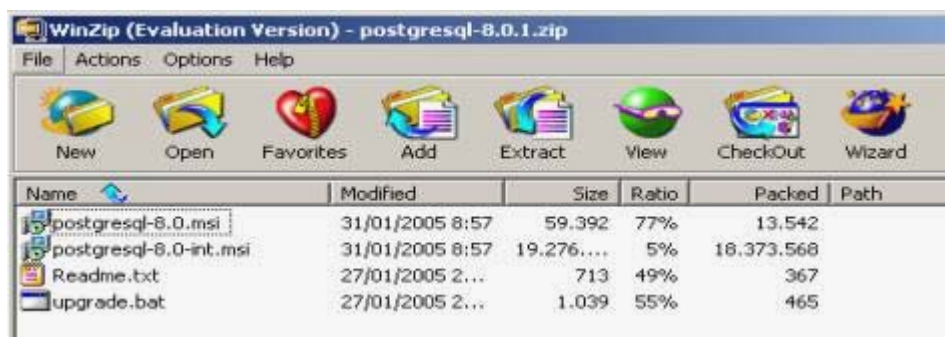 WinZip (Evaluation Version) - postgresql-8.0.1.zip
File Actions Options Help
New Open Favorites Add Extract View CheckOut Wizard
Name Modified Size Ratio Packed Path
postgresql-8.0.msi 31/01/2005 8:57 59.392 77% 13.542
postgresql-8.0-int.msi 31/01/2005 8:57 19.276.... 5% 18.373.568
Readme.txt 27/01/2005 2... 713 49% 367
upgrade.bat 27/01/2005 2... 1.039 55% 465